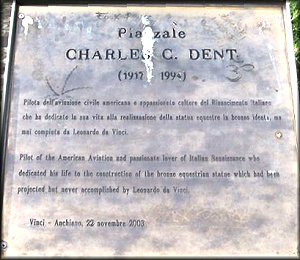 Piazzale
CHARLES C. DENT
(1917 1994)
Pilota dell'aviazione civile americana e appassionato cultore del Rinascimento Italiano
che ha dedicato la sua vita alla realizzazione della statua equestre in bronzo ideata, ma
mai compiuta da Leonardo da Vinci.
Pilot of the American Aviation and passionate lover of Italian Renaissance who
dedicated his life to the construction of the bronze equestrian statue which had been
projected but never accomplished by Leonardo da Vinci.
Vinci - Anchiano, 22 novembre 2003